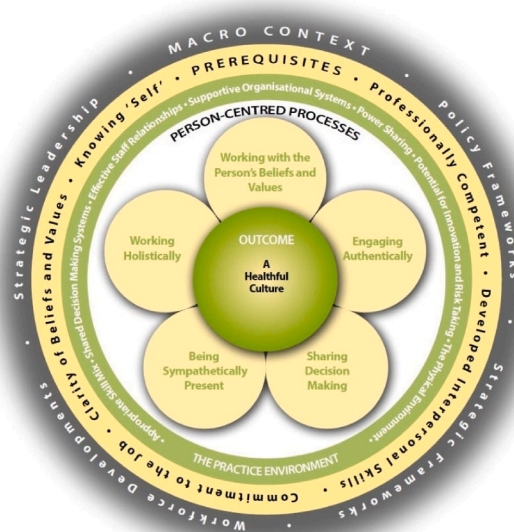 MACRO CONTEXT • Policy Frameworks • Strategic Frameworks • Workforce Developments • Strategic Leadership •
PREREQUISITES • Professionally Competent • Developed Interpersonal Skills • Commitment to the Job • Clarity of Beliefs and Values • Knowing 'Self' •
THE PRACTICE ENVIRONMENT
•Appropriate Skill Mix• Shared Decision Making Systems• Effective Staff Relationships • Supportive Organisational Systems • Power Sharing • Potential for Innovation and Risk Taking • The Physical Environment •
PERSON-CENTRED PROCESSES
Working with the
Person's Beliefs and
Values
Engaging
Authentically
Sharing
Decision
Making
Being
Sympathetically
Present
Working
Holistically
OUTCOME
A
Healthful
Culture